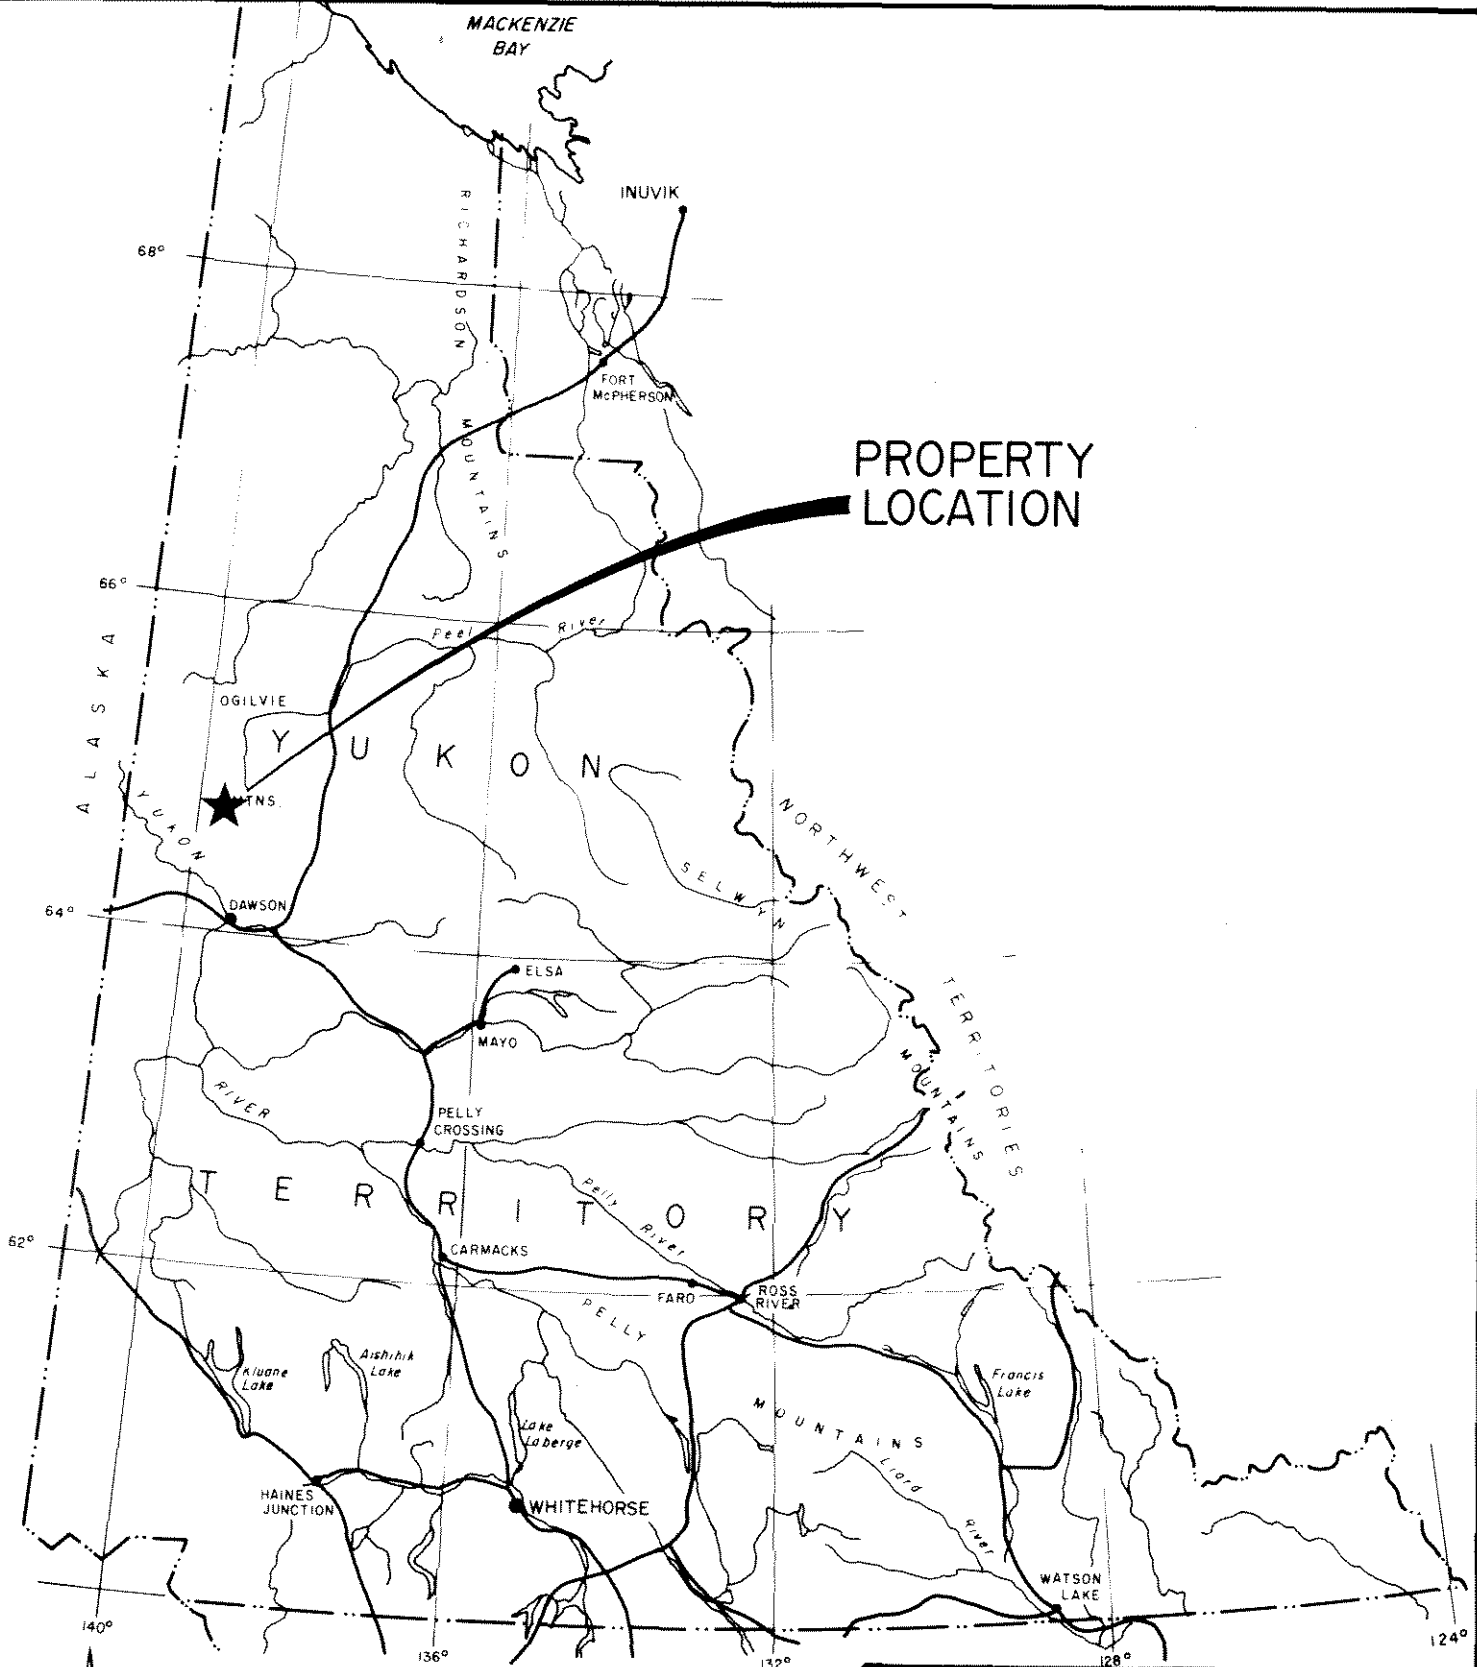 MACKENZIE
BAY
INUVIK
RICHARDSON
68°
FORT
McPHERSON
MOUNTAINS
PROPERTY
LOCATION
66°
Peel River
ALASKA
OGILVIE
YUKON
MTNS.
YUKON
NORTHWEST
SELWYN
64°
DAWSON
ELSA
TERRITORIES
MAYO
MOUNTAINS
RIVER
PELLY
CROSSING
TERRITORY
Pelly
River
62°
CARMACKS
FARO
ROSS
RIVER
PELLY
Kluane
Lake
Aishihik
Lake
Francis
Lake
MOUNTAINS
Lake
Laberge
Liard
River
HAINES
JUNCTION
WHITEHORSE
WATSON
LAKE
140°
136°
132°
128°
124°